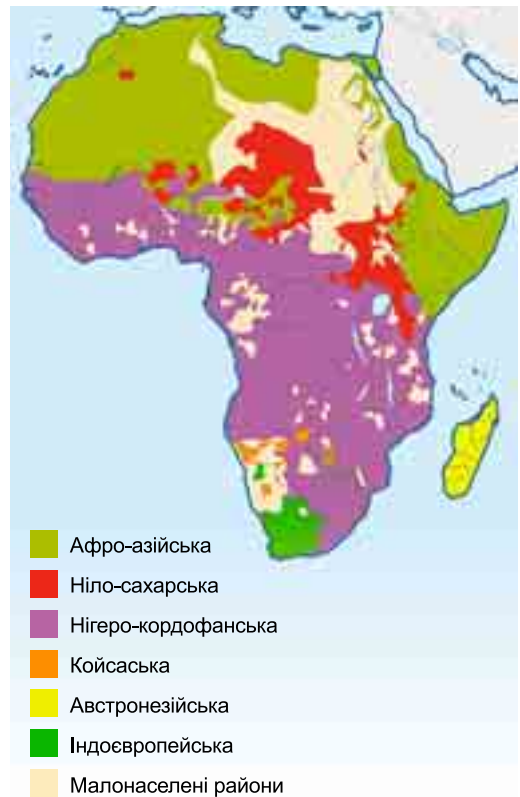 Афро-азійська
Ніло-сахарська
Нігеро-кордофанська
Койсаська
Австронезійська
Індоєвропейська
Малонаселені райони